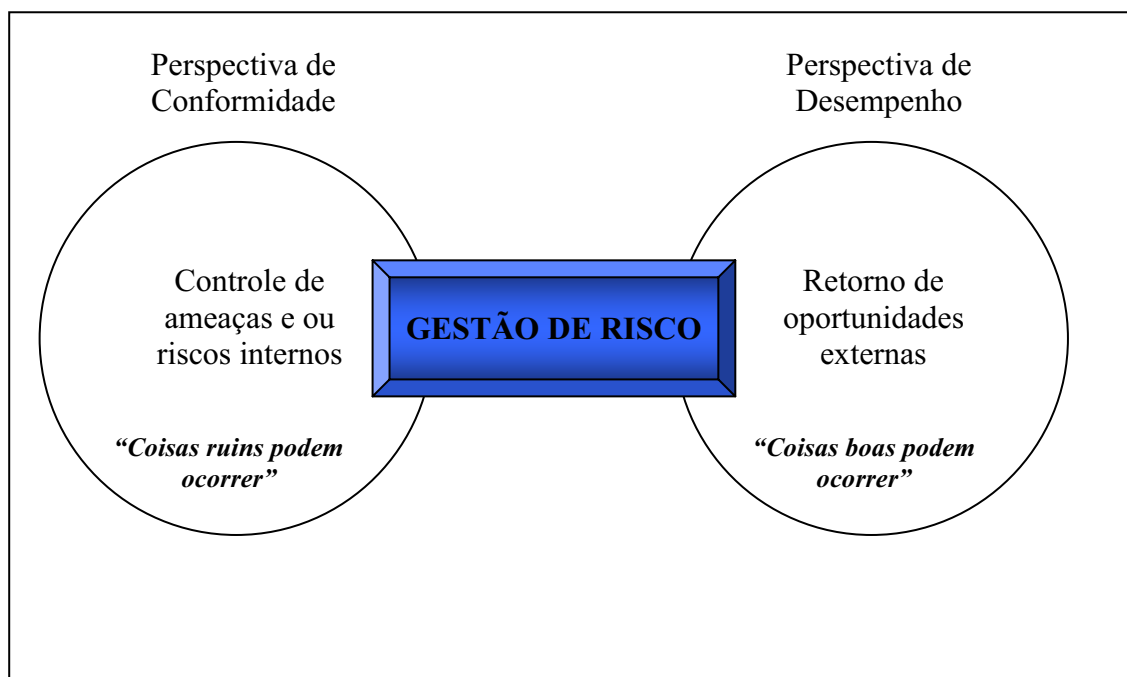 Perspectiva de
Conformidade
Perspectiva de
Desempenho
Controle de
ameaças e ou
riscos internos
“Coisas ruins podem
ocorrer”
GESTÃO DE RISCO
Retorno de
oportunidades
externas
“Coisas boas podem
ocorrer”